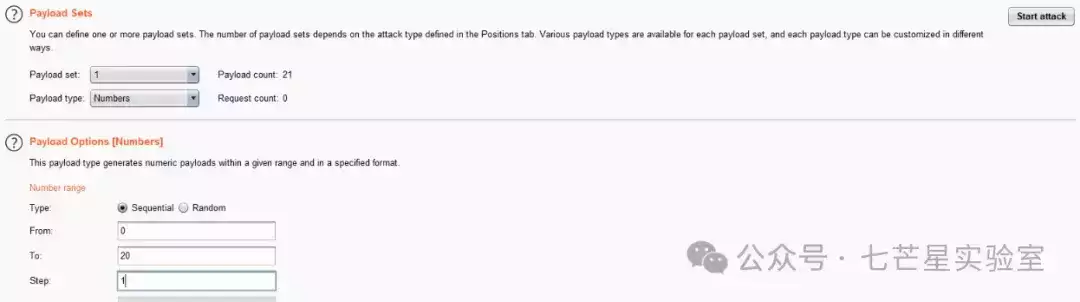 Payload Sets
Start attack
You can define one or more payload sets. The number of payload sets depends on the attack type defined in the Positions tab. Various payload types are available for each payload set, and each payload type can be customized in different
ways.
Payload set: 1 Payload count: 21
Payload type: Numbers Request count: 0
Payload Options [Numbers]
This payload type generates numeric payloads within a given range and in a specified format.
Number range
Type: Sequential Random
From: 0
To: 20
Step: 1
公众号 · 七芒星实验室